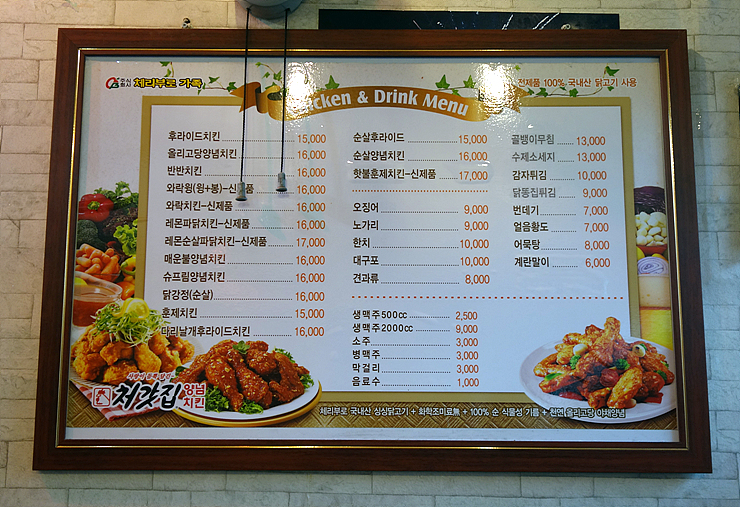 주식회사 체리부로 가족
전제품 100% 국내산 닭고기 사용
cken & Drink Menu
후라이드치킨 15,000
올리고당양념치킨 16,000
반반치킨 16,000
와락윙(윙+봉)-신제품 16,000
와락치킨-신제품 16,000
레몬파닭치킨-신제품 16,000
레몬순살파닭치킨-신제품 17,000
매운불양념치킨 16,000
슈프림양념치킨 16,000
닭강정(순살) 16,000
훈제치킨 15,000
마리날개후라이드치킨 16,000
순살후라이드 15,000
순살양념치킨 16,000
핫불훈제치킨-신제품 17,000
오징어 9,000
노가리 9,000
한치 10,000
대구포 10,000
견과류 8,000
생맥주500cc 2,500
생맥주2000cc 9,000
소주 3,000
병맥주 3,000
막걸리 3,000
음료수 1,000
골뱅이무침 13,000
수제소세지 13,000
감자튀김 10,000
닭똥집튀김 9,000
번데기 7,000
얼음황도 7,000
어묵탕 8,000
계란말이 6,000
처갓집 양념치킨
체리부로 국내산 싱싱닭고기 + 화학조미료無 + 100% 순 식물성 기름 + 천연 올리고당 야채양념